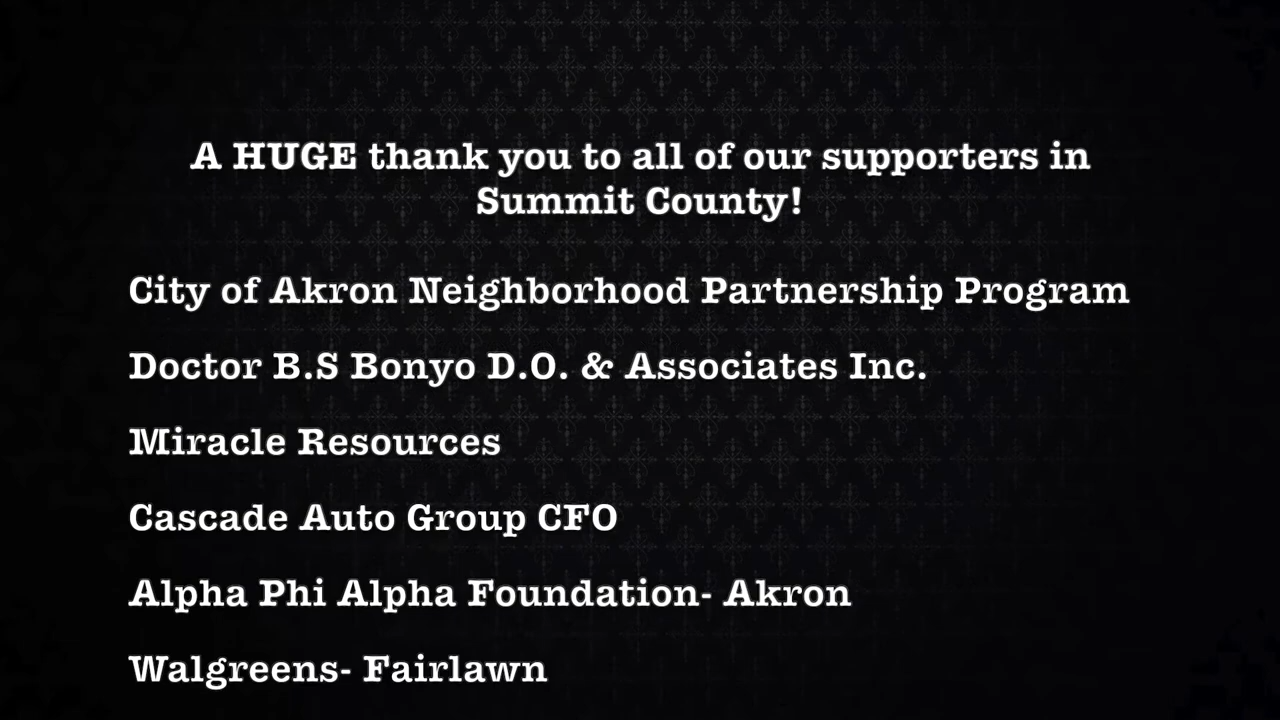 A HUGE thank you to all of our supporters in
Summit County!
City of Akron Neighborhood Partnership Program
Doctor B.S Bonyo D.O. & Associates Inc.
Miracle Resources
Cascade Auto Group CFO
Alpha Phi Alpha Foundation- Akron
Walgreens- Fairlawn